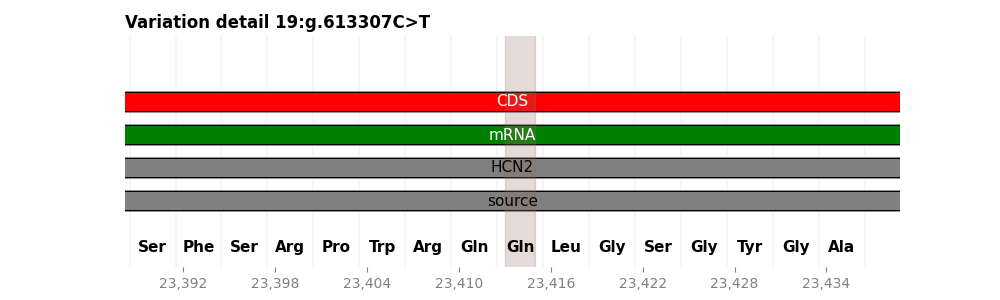 Variation detail 19:g.613307C>T
CDS
mRNA
HCN2
source
Ser Phe Ser Arg Pro Trp Arg Gln Gln Leu Gly Ser Gly Tyr Gly Ala
23,392 23,398 23,404 23,410 23,416 23,422 23,428 23,434